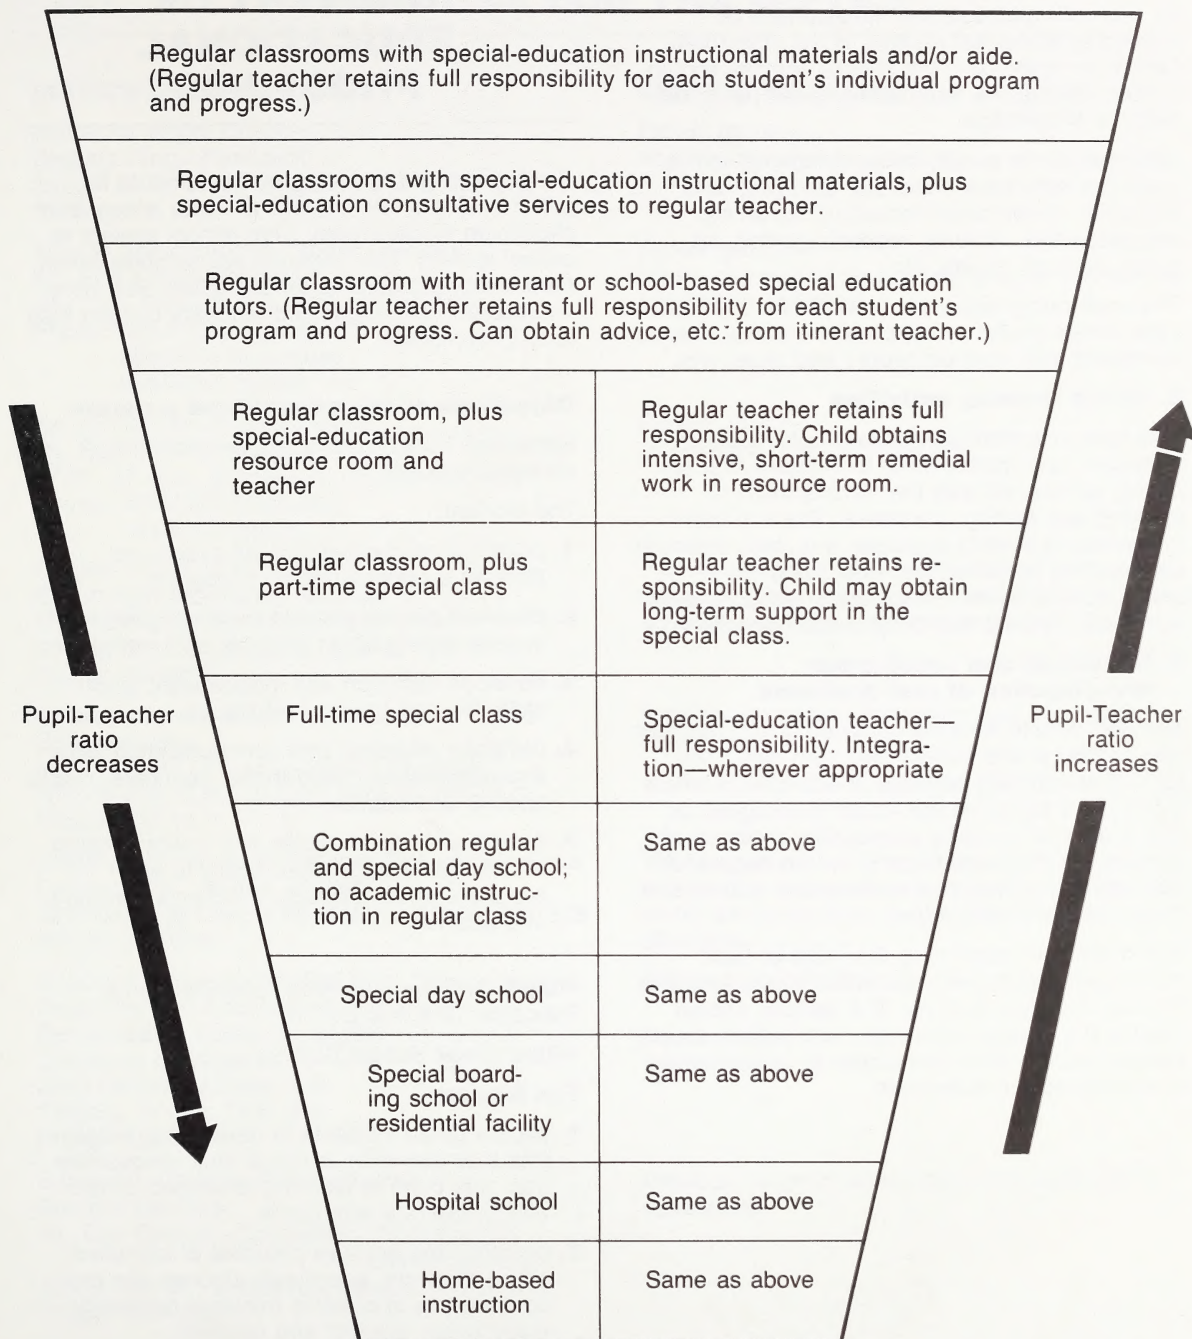 Regular classrooms with special-education instructional materials and/or aide.
(Regular teacher retains full responsibility for each student's individual program
and progress.)
Regular classrooms with special-education instructional materials, plus
special-education consultative services to regular teacher.
Regular classroom with itinerant or school-based special education
tutors. (Regular teacher retains full responsibility for each student's
program and progress. Can obtain advice, etc. from itinerant teacher.)
Regular classroom, plus
special-education
resource room and
teacher
Regular teacher retains full
responsibility. Child obtains
intensive, short-term remedial
work in resource room.
Regular classroom, plus
part-time special class
Regular teacher retains re-
sponsibility. Child may obtain
long-term support in the
special class.
Pupil-Teacher
ratio
decreases
Full-time special class
Special-education teacher—
full responsibility. Integra-
tion—wherever appropriate
Pupil-Teacher
ratio
increases
Combination regular
and special day school;
no academic instruc-
tion in regular class
Same as above
Special day school
Same as above
Special board-
ing school or
residential facility
Same as above
Hospital school
Same as above
Home-based
instruction
Same as above